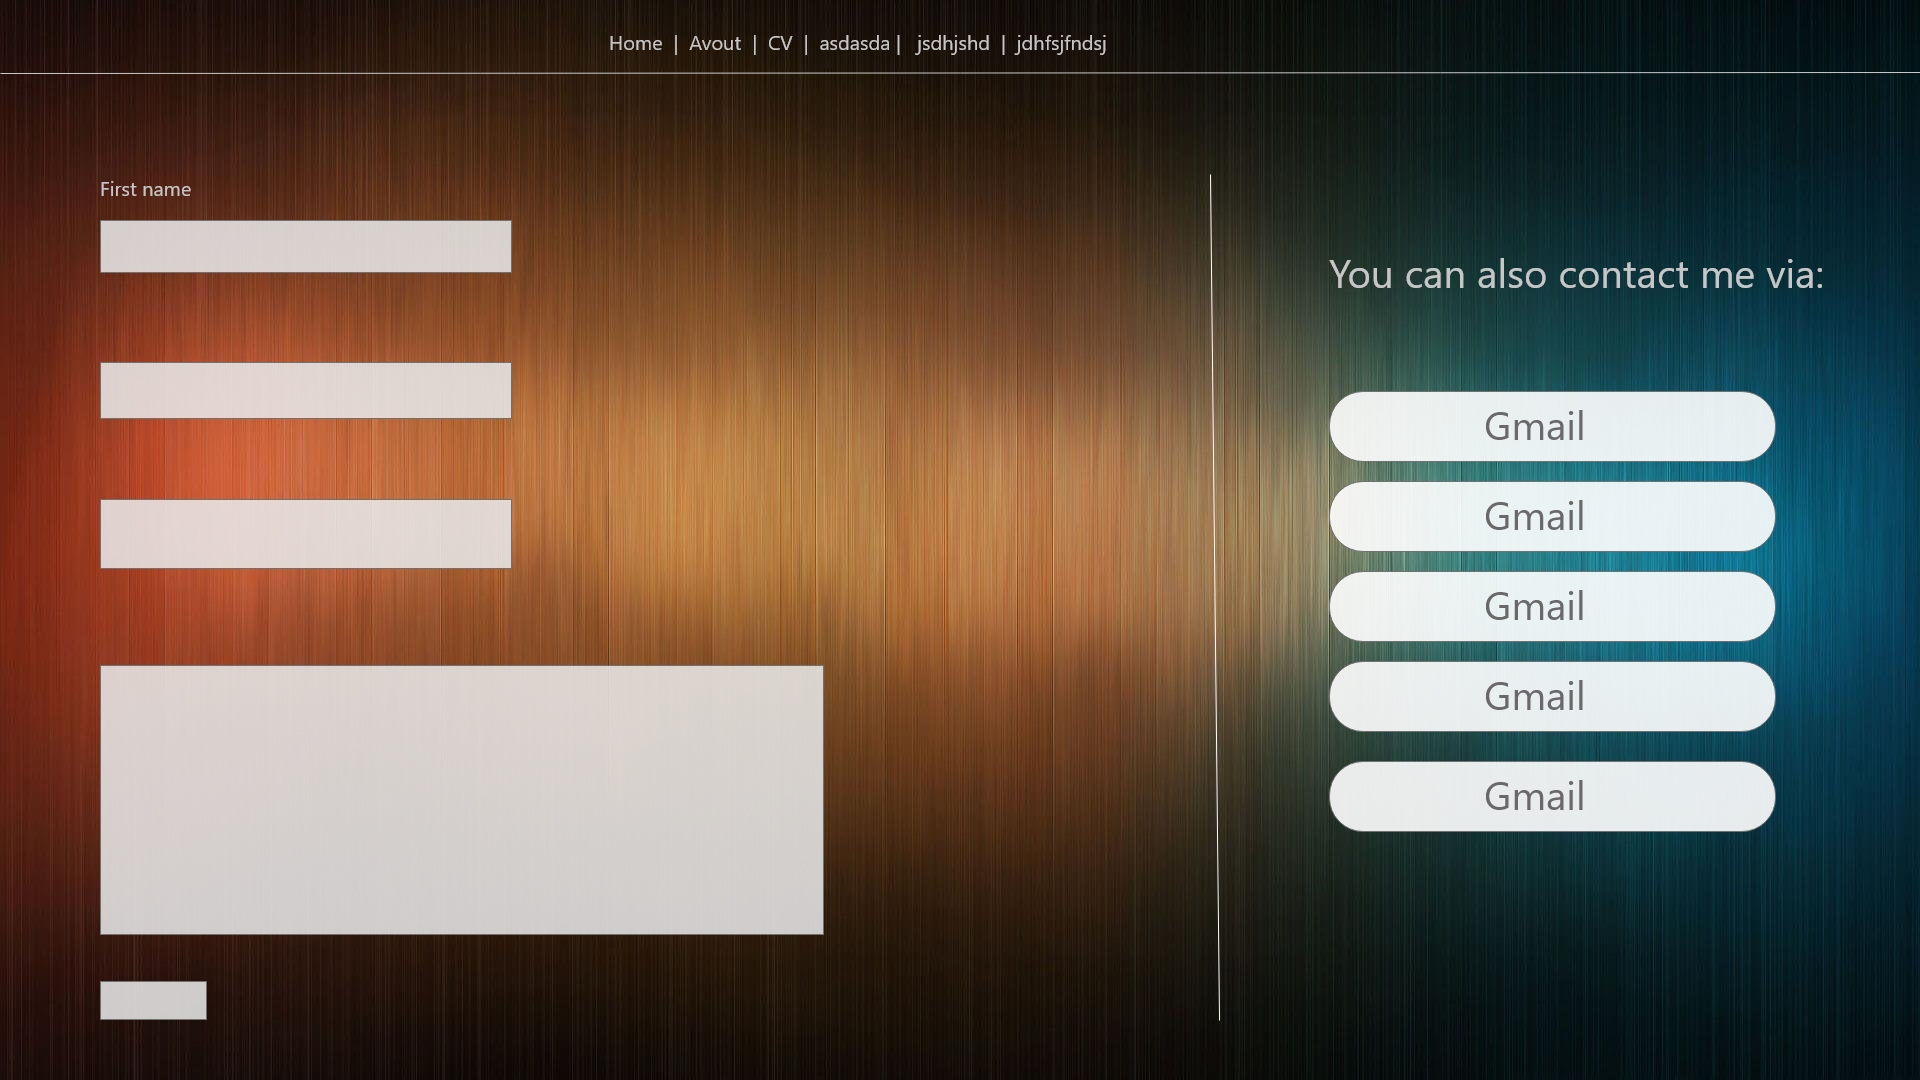 Home | Avout | CV | asdasda | jsdhjshd | jdhfsjfndsj
First name
You can also contact me via:
Gmail
Gmail
Gmail
Gmail
Gmail